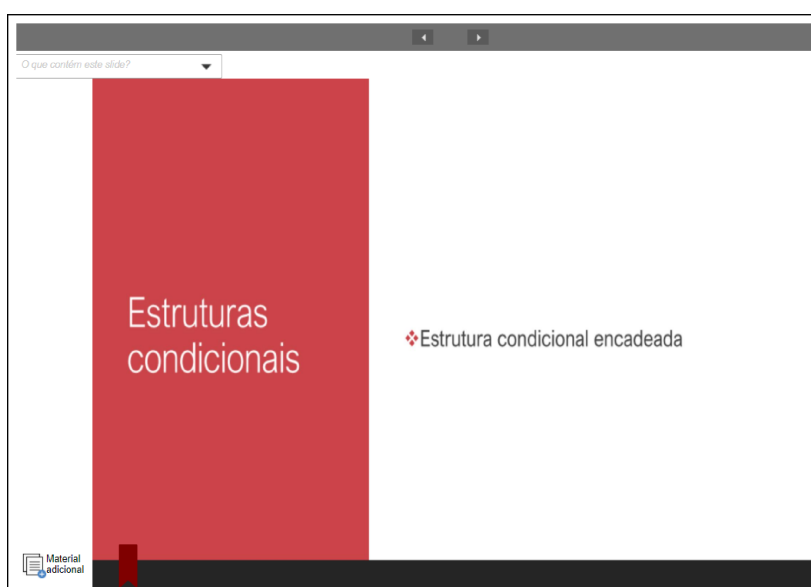 O que contém este slide?
Estruturas
condicionais
Estrutura condicional encadeada
Material
adicional